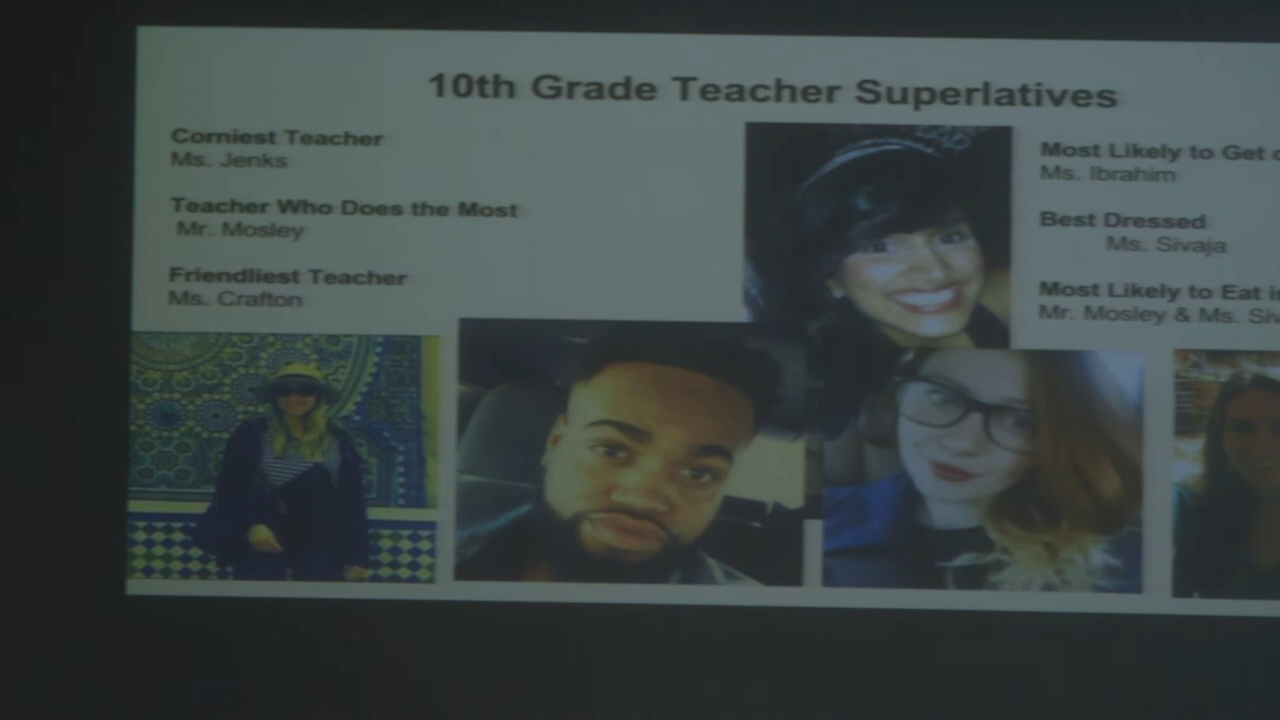 10th Grade Teacher Superlatives
Corniest Teacher
Ms. Jenks
Teacher Who Does the Most
Mr. Mosley
Friendliest Teacher
Ms. Crafton
Most Likely to Get
Ms. Ibrahim
Best Dressed
Ms. Sivaja
Most Likely to Eat
Mr. Mosley & Ms.